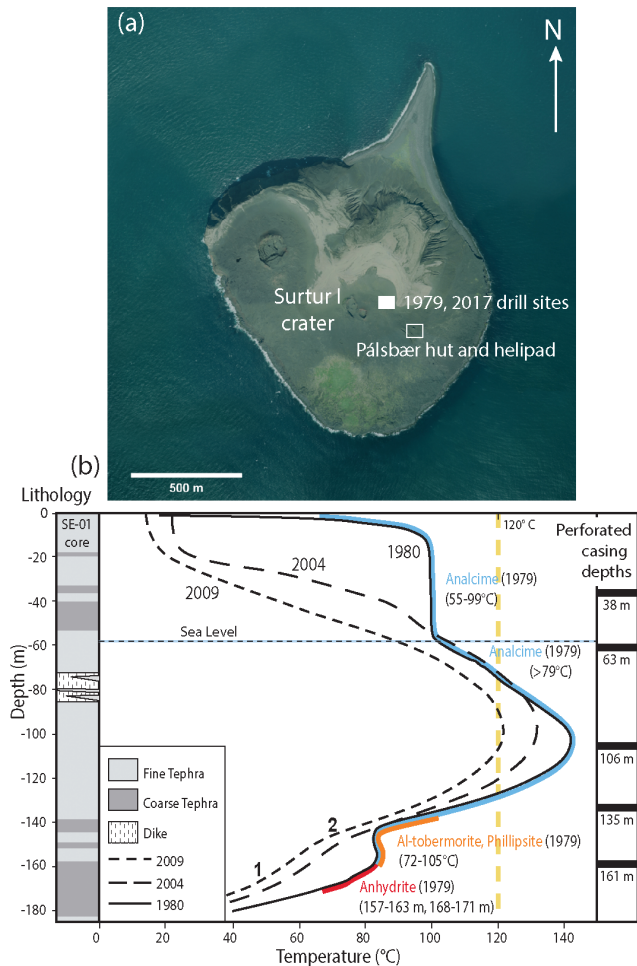 (a)
N
Surtur I
crater
1979, 2017 drill sites
Pálsbær hut and helipad
500 m
(b)
Lithology
SE-01
core
0
-20
-40
-60
-80
-100
-120
-140
-160
-180
Depth (m)
2009
2004
1980
120° C
Analcime (1979)
(55-99°C)
Sea Level
Analcime (1979)
(>79°C)
Fine Tephra
Coarse Tephra
Dike
2009
2004
1980
1
2
Al-tobermorite, Phillipsite (1979)
(72-105°C)
Anhydrite (1979)
(157-163 m, 168-171 m)
Perforated
casing
depths
38 m
63 m
106 m
135 m
161 m
0
20
40
60
80
100
120
140
Temperature (°C)